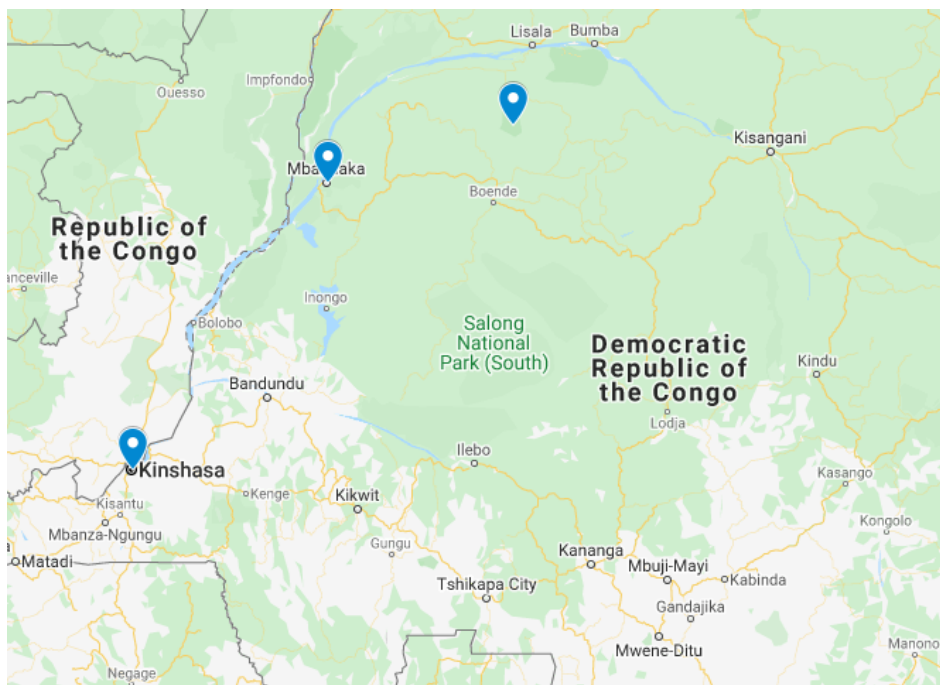 Lisala
Bumba
Impfondo
Ouesso
Kisangani
Boende
Republic of
the Congo
anceville
Inongo
Bolobo
Salong
National
Park (South)
Democratic
Republic of
the Congo
Kindu
Bandundu
Lodja
Ilebo
Kinshasa
Kasango
Kenge
Kikwit
Kisantu
Mbanza-Ngungu
Kongolo
Gungu
Kananga
Matadi
Mbuji-Mayi
Kabinda
Tshikapa City
Gandajika
Mwene-Ditu
Manono
Negage